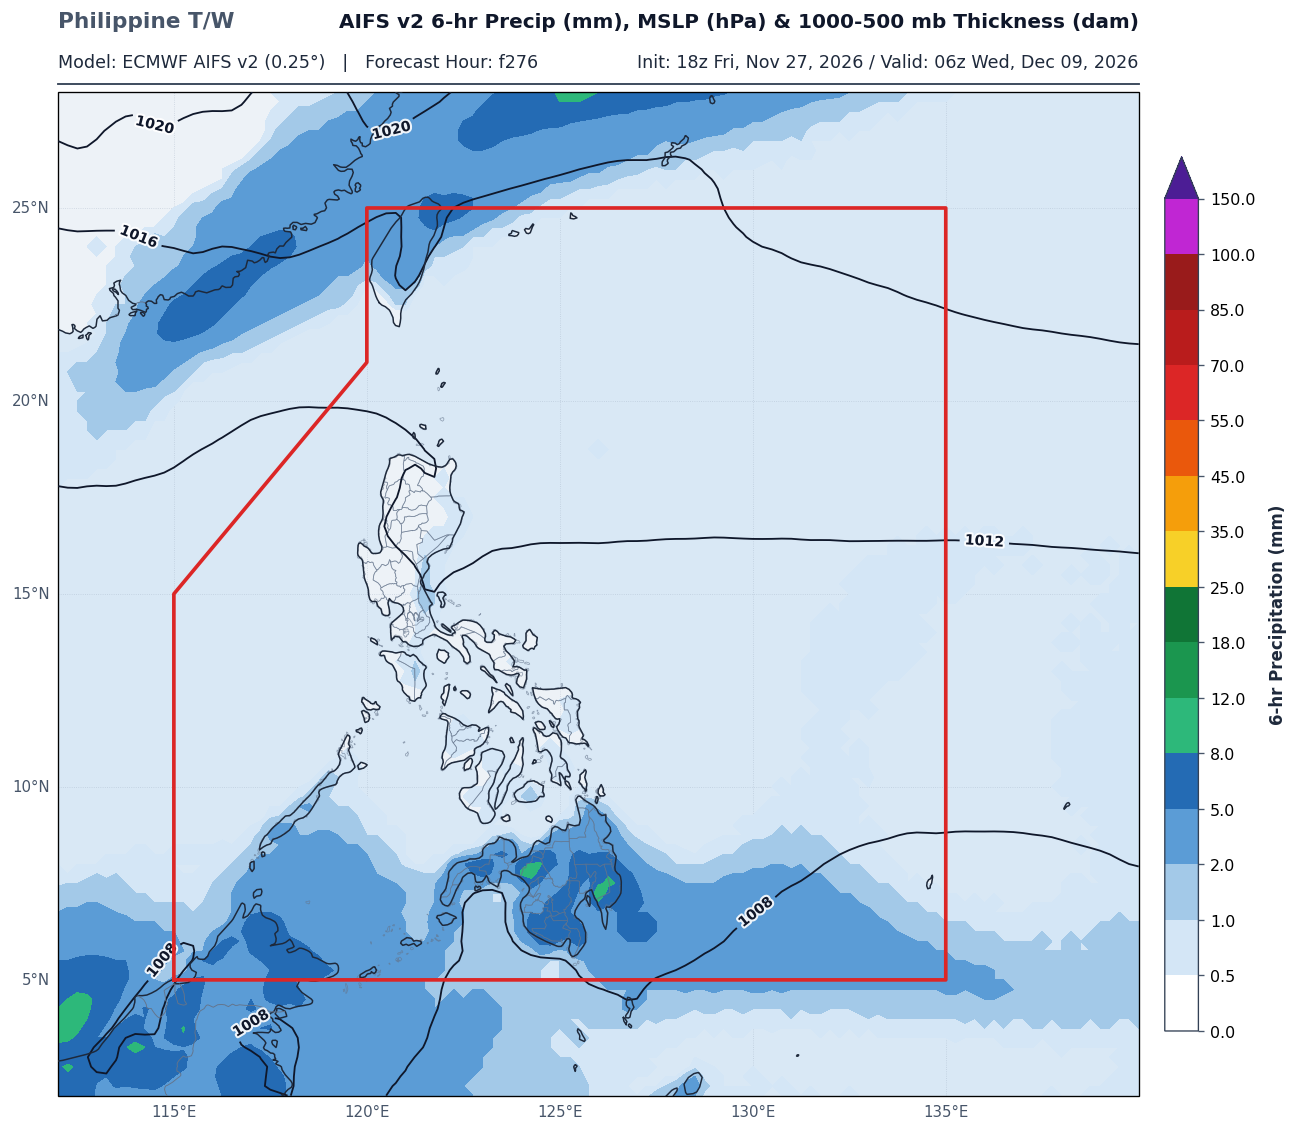 Philippine T/W
AIFS v2 6-hr Precip (mm), MSLP (hPa) & 1000-500 mb Thickness (dam)
Model: ECMWF AIFS v2 (0.25°) | Forecast Hour: f276
Init: 18z Fri, Nov 27, 2026 / Valid: 06z Wed, Dec 09, 2026
1020
1020
1016
1012
1008
1008
1008
25°N
20°N
15°N
10°N
5°N
115°E
120°E
125°E
130°E
135°E
150.0
100.0
85.0
70.0
55.0
45.0
35.0
25.0
18.0
12.0
8.0
5.0
2.0
1.0
0.5
0.0
6-hr Precipitation (mm)